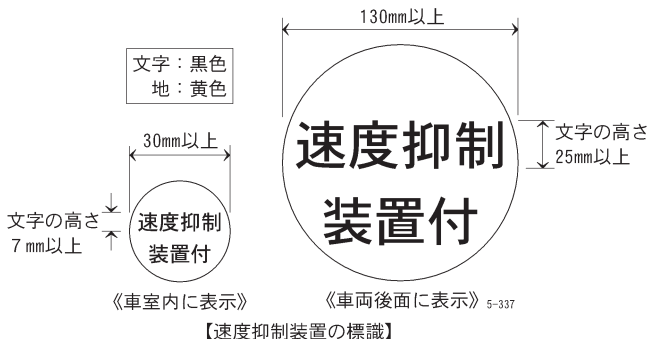 130mm以上
文字：黒色
地：黄色
30mm以上
速度抑制
装置付
文字の高さ
25mm以上
文字の高さ
７mm以上
速度抑制
装置付
《車室内に表示》
《車両後面に表示》5-337
【速度抑制装置の標識】